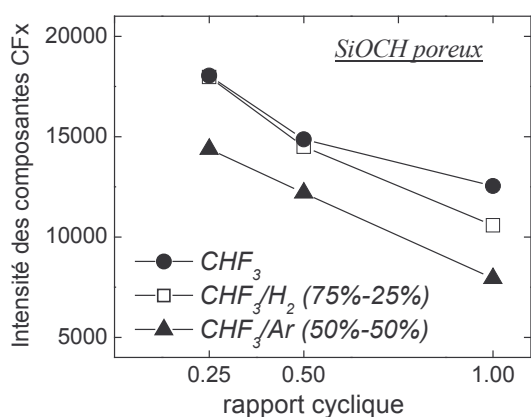 20000
15000
10000
5000
Intensité des composantes CFx
SiOCH poreux
CHF₃
CHF₃/H₂ (75%-25%)
CHF₃/Ar (50%-50%)
0.25 0.50 1.00
rapport cyclique